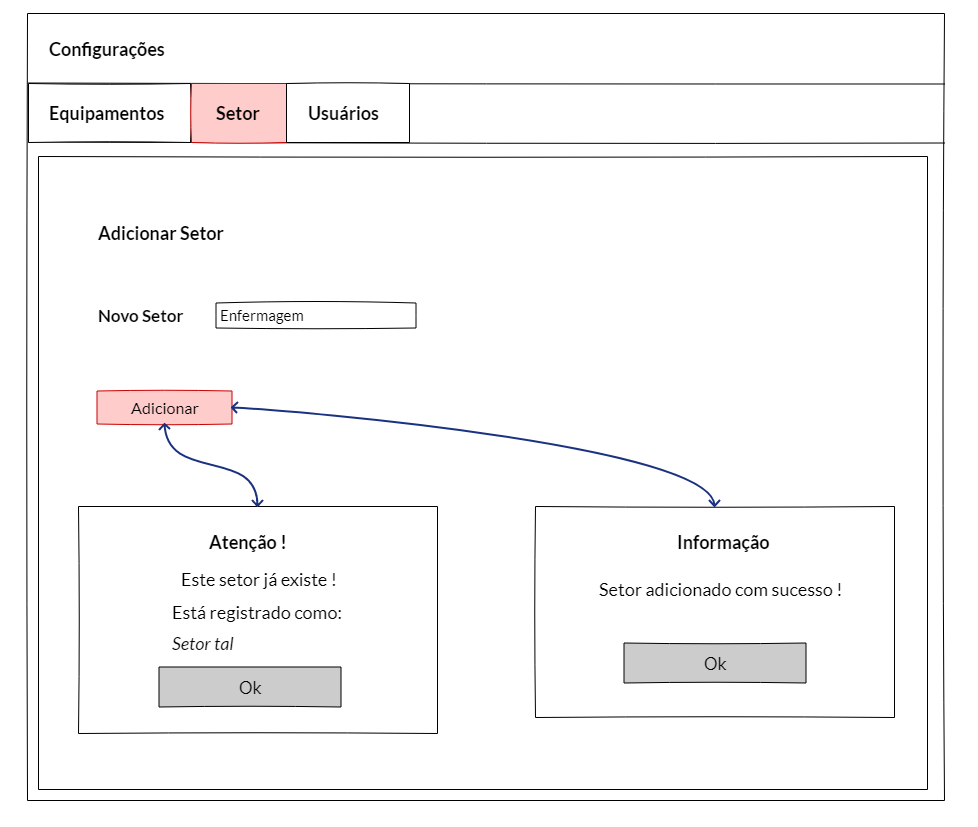 Configurações
Equipamentos Setor Usuários
Adicionar Setor
Novo Setor Enfermagem
Adicionar
Atenção !
Este setor já existe !
Está registrado como:
Setor tal
Ok
Informação
Setor adicionado com sucesso !
Ok